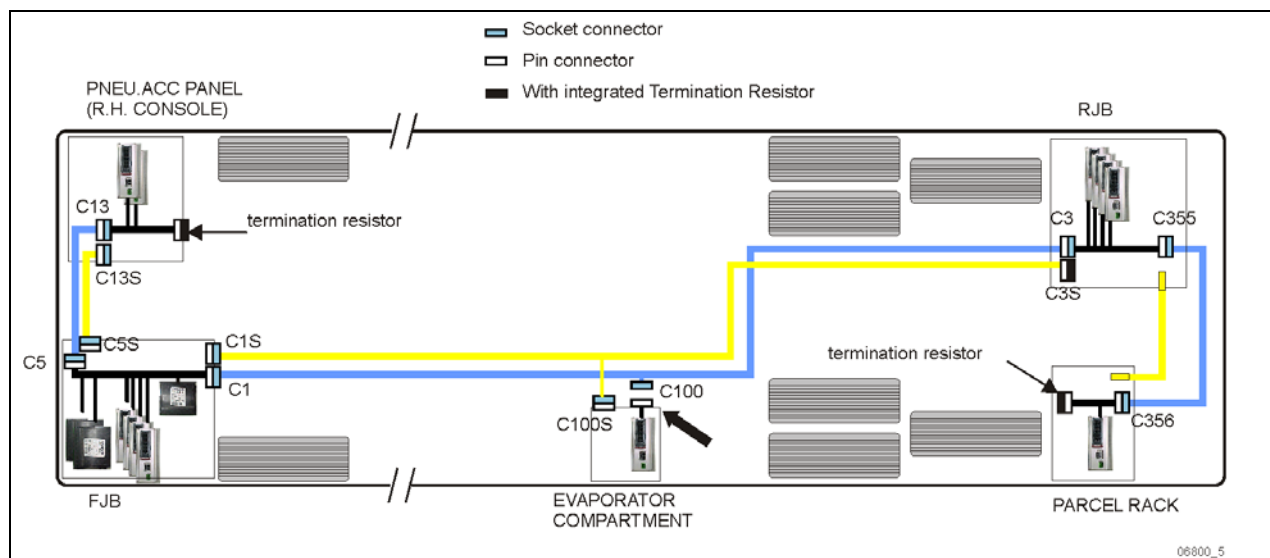 Socket connector
Pin connector
With integrated Termination Resistor
PNEU.ACC PANEL
(R.H. CONSOLE)
RJB
C13
termination resistor
C3
C355
C13S
C3S
C5
C5S
C1S
C1
termination resistor
C100
C100S
C356
FJB
EVAPORATOR
COMPARTMENT
PARCEL RACK
06800_5